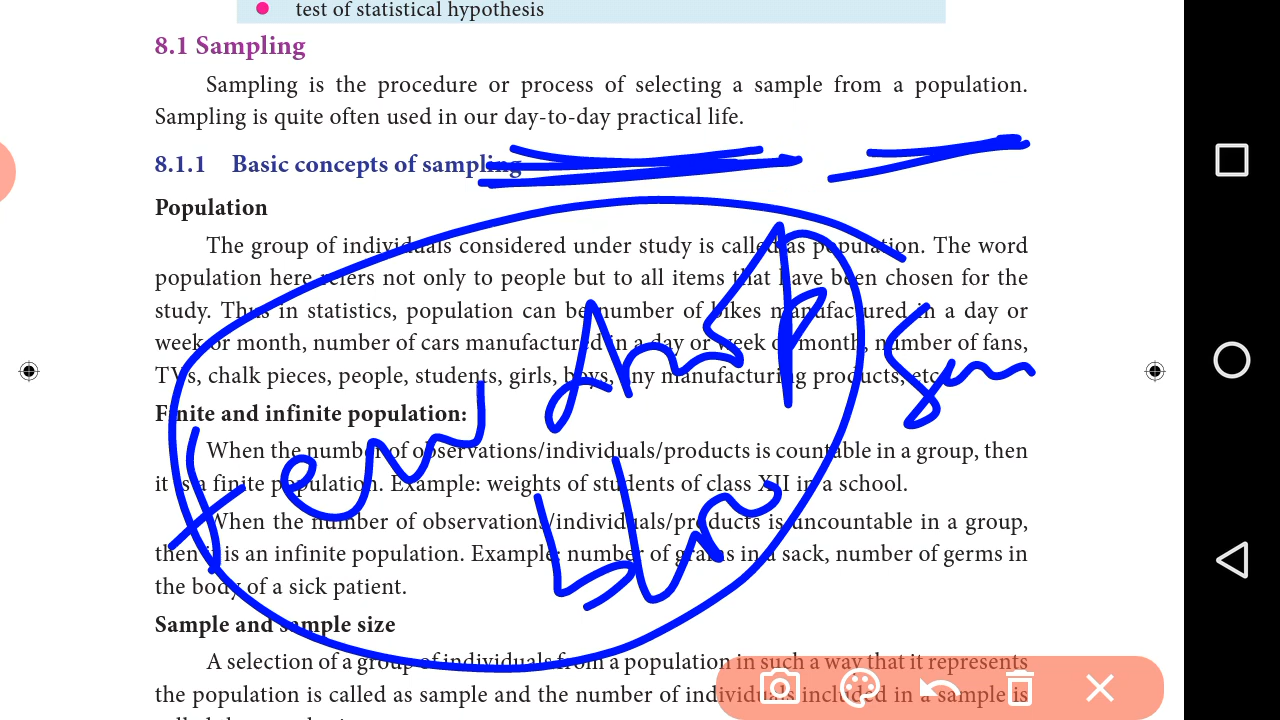 test of statistical hypothesis
8.1 Sampling
Sampling is the procedure or process of selecting a sample from a population.
Sampling is quite often used in our day-to-day practical life.
8.1.1 Basic concepts of sampling
Population
The group of individuals considered under study is called as population. The word
population here refers not only to people but to all items that have been chosen for the
study. Thus in statistics, population can be number of bikes manufactured in a day or
week or month, number of cars manufactured in a day or week or month, number of fans,
TVs, chalk pieces, people, students, girls, boys, any manufacturing products, etc...
Finite and infinite population:
When the number of observations/individuals/products is countable in a group, then
it is a finite population. Example: weights of students of class XII in a school.
When the number of observations/individuals/products is uncountable in a group,
then it is an infinite population. Example: number of grains in a sack, number of germs in
the body of a sick patient.
Sample and sample size
A selection of a group of individuals from a population in such a way that it represents
the population is called as sample and the number of individuals included in a sample is
few drops
blood